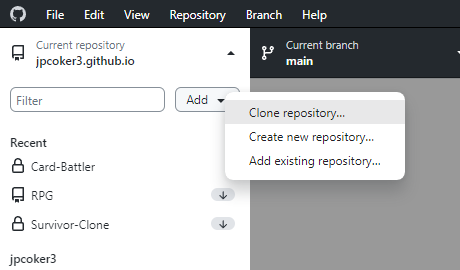 File Edit View Repository Branch Help
Current repository
jpcoker3.github.io
Current branch
main
Filter
Add
Clone repository...
Create new repository...
Add existing repository...
Recent
Card-Battler
RPG
Survivor-Clone
jpcoker3